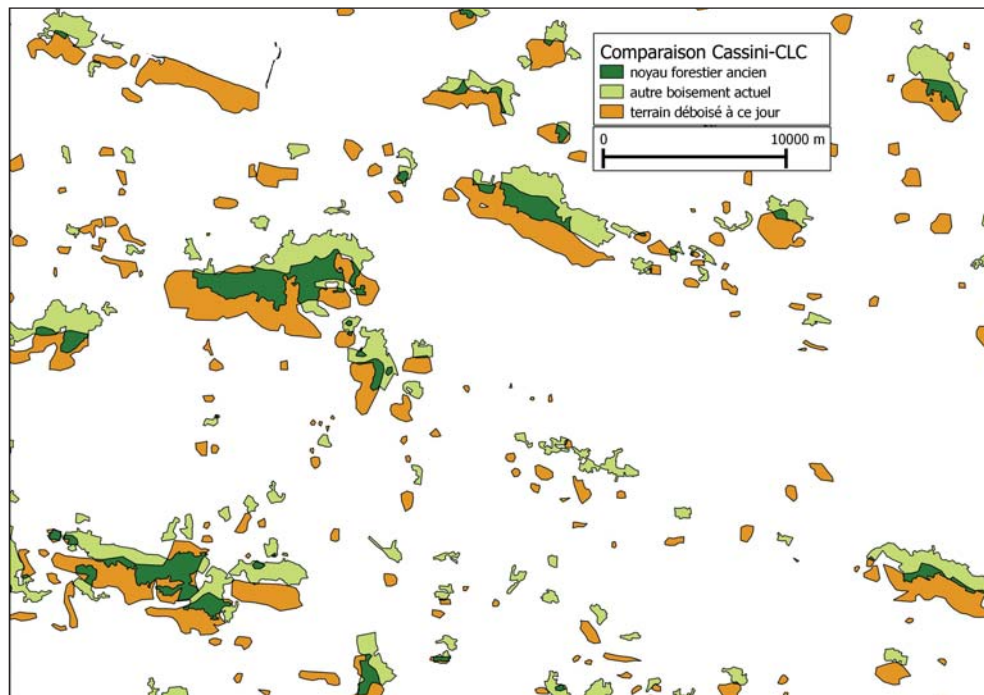 Comparaison Cassini-CLC
noyau forestier ancien
autre boisement actuel
terrain déboisé à ce jour
0 10000 m